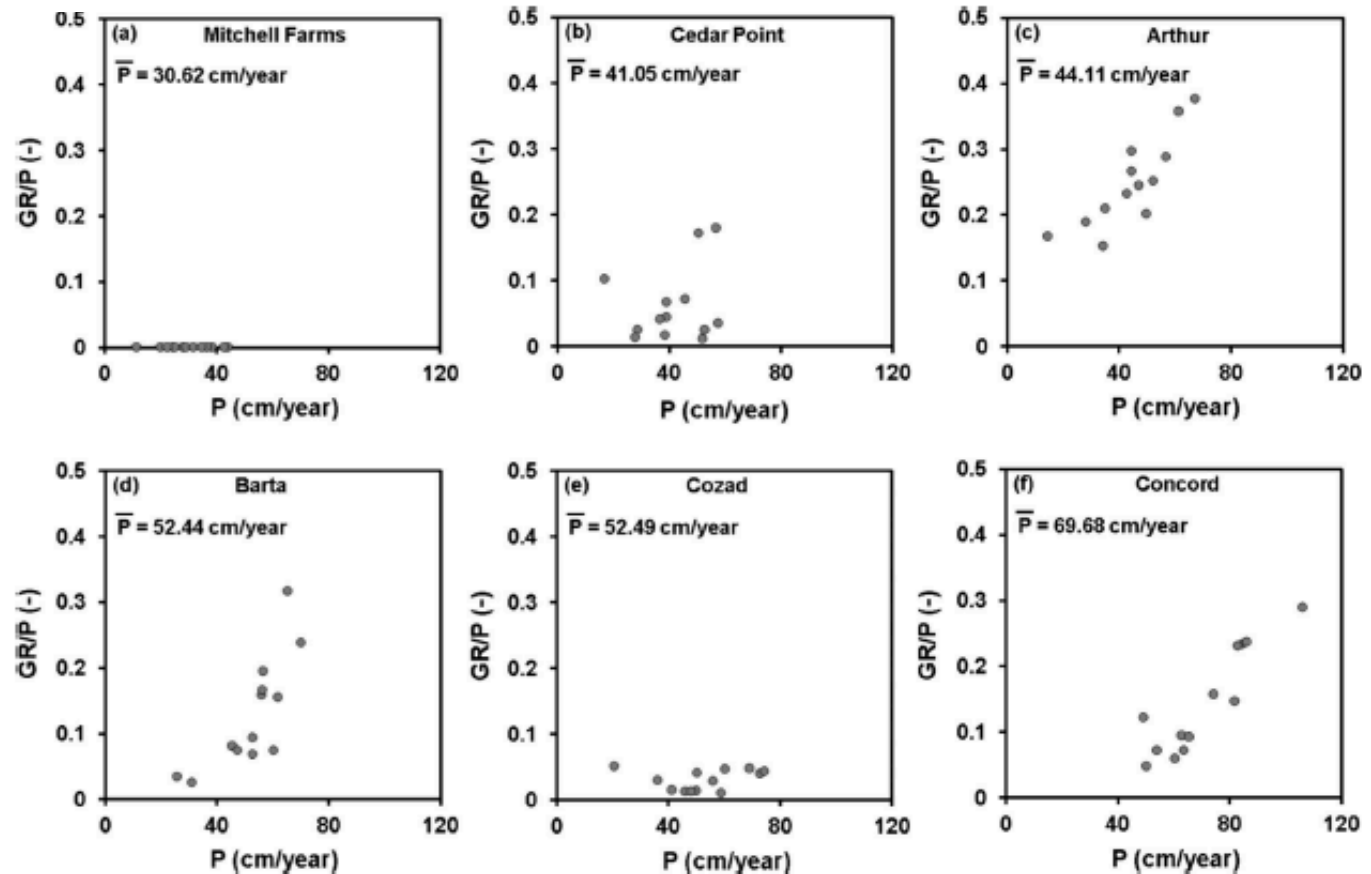 (a) Mitchell Farms
P = 30.62 cm/year
GR/P (-)
0.5
0.4
0.3
0.2
0.1
0
0 40 80 120
P (cm/year)
(b) Cedar Point
P = 41.05 cm/year
GR/P (-)
0.5
0.4
0.3
0.2
0.1
0
0 40 80 120
P (cm/year)
(c) Arthur
P = 44.11 cm/year
GR/P (-)
0.5
0.4
0.3
0.2
0.1
0
0 40 80 120
P (cm/year)
(d) Barta
P = 52.44 cm/year
GR/P (-)
0.5
0.4
0.3
0.2
0.1
0
0 40 80 120
P (cm/year)
(e) Cozad
P = 52.49 cm/year
GR/P (-)
0.5
0.4
0.3
0.2
0.1
0
0 40 80 120
P (cm/year)
(f) Concord
P = 69.68 cm/year
GR/P (-)
0.5
0.4
0.3
0.2
0.1
0
0 40 80 120
P (cm/year)